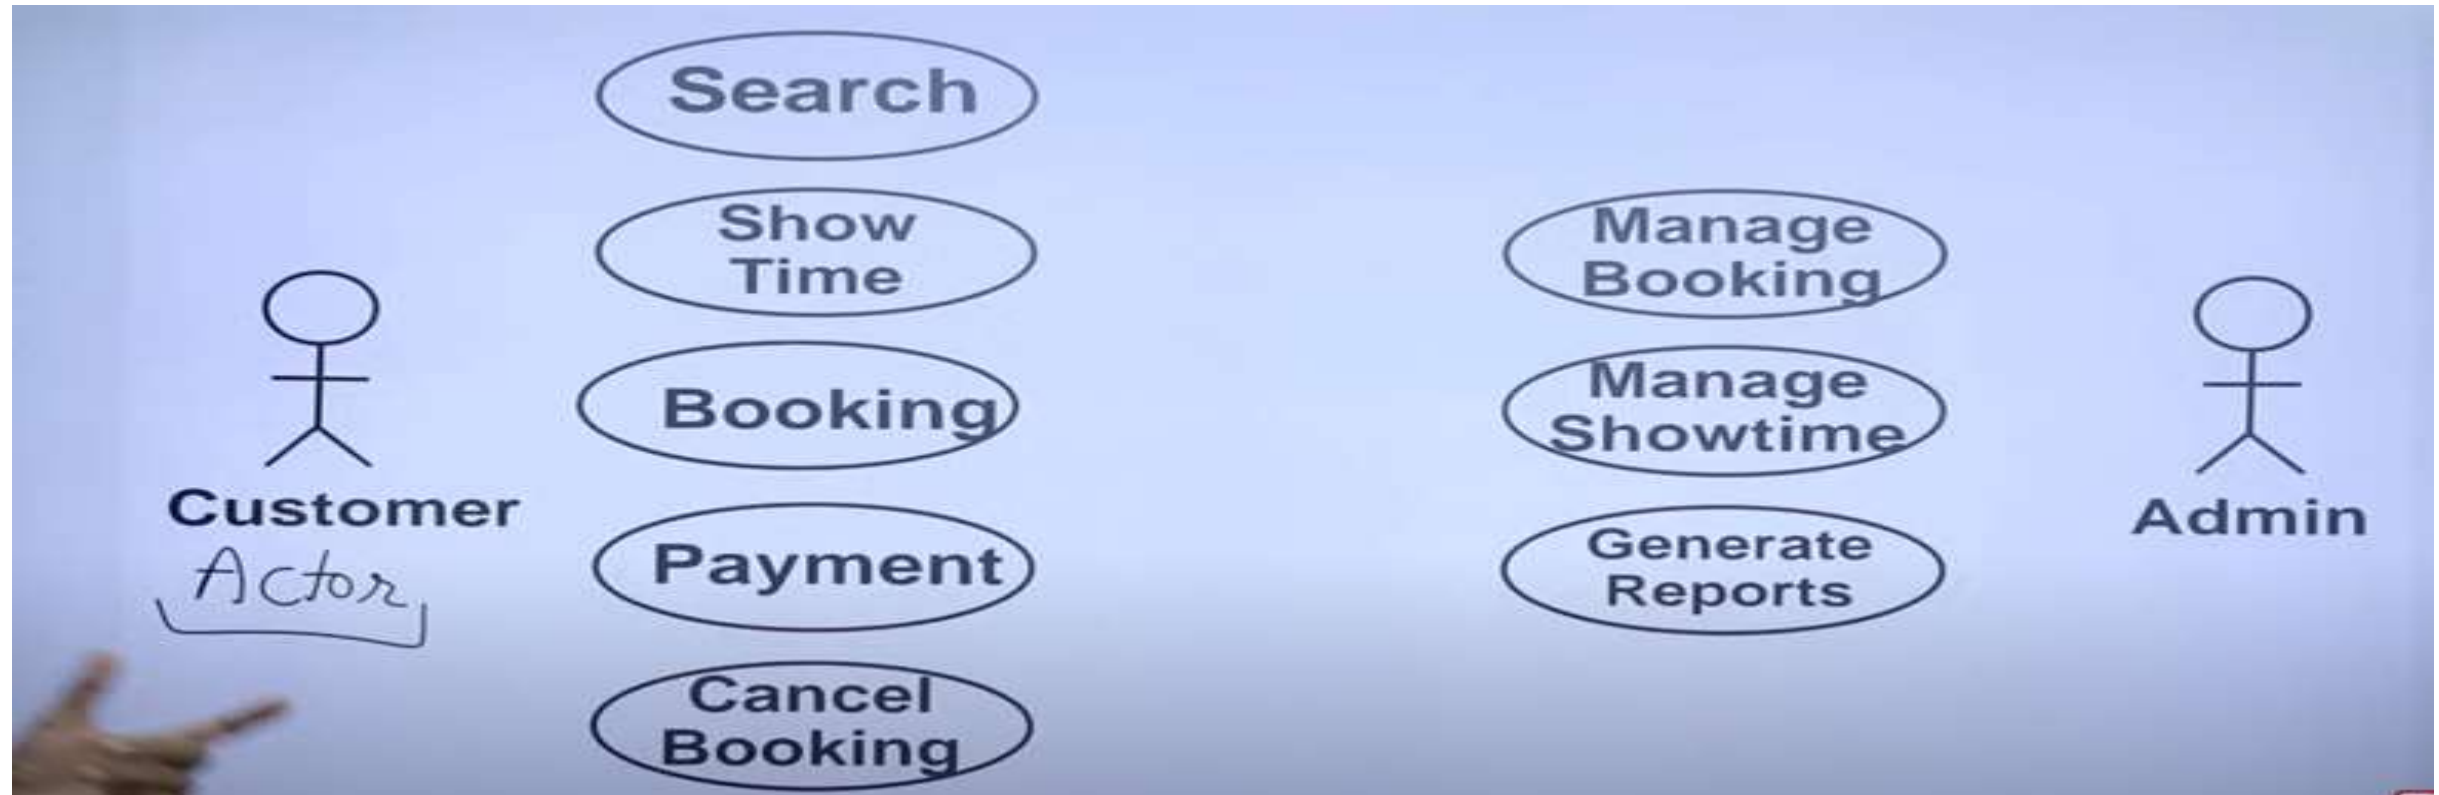 Search
Show
Time
Booking
Payment
Cancel
Booking
Customer
Actor
Manage
Booking
Manage
Showtime
Generate
Reports
Admin